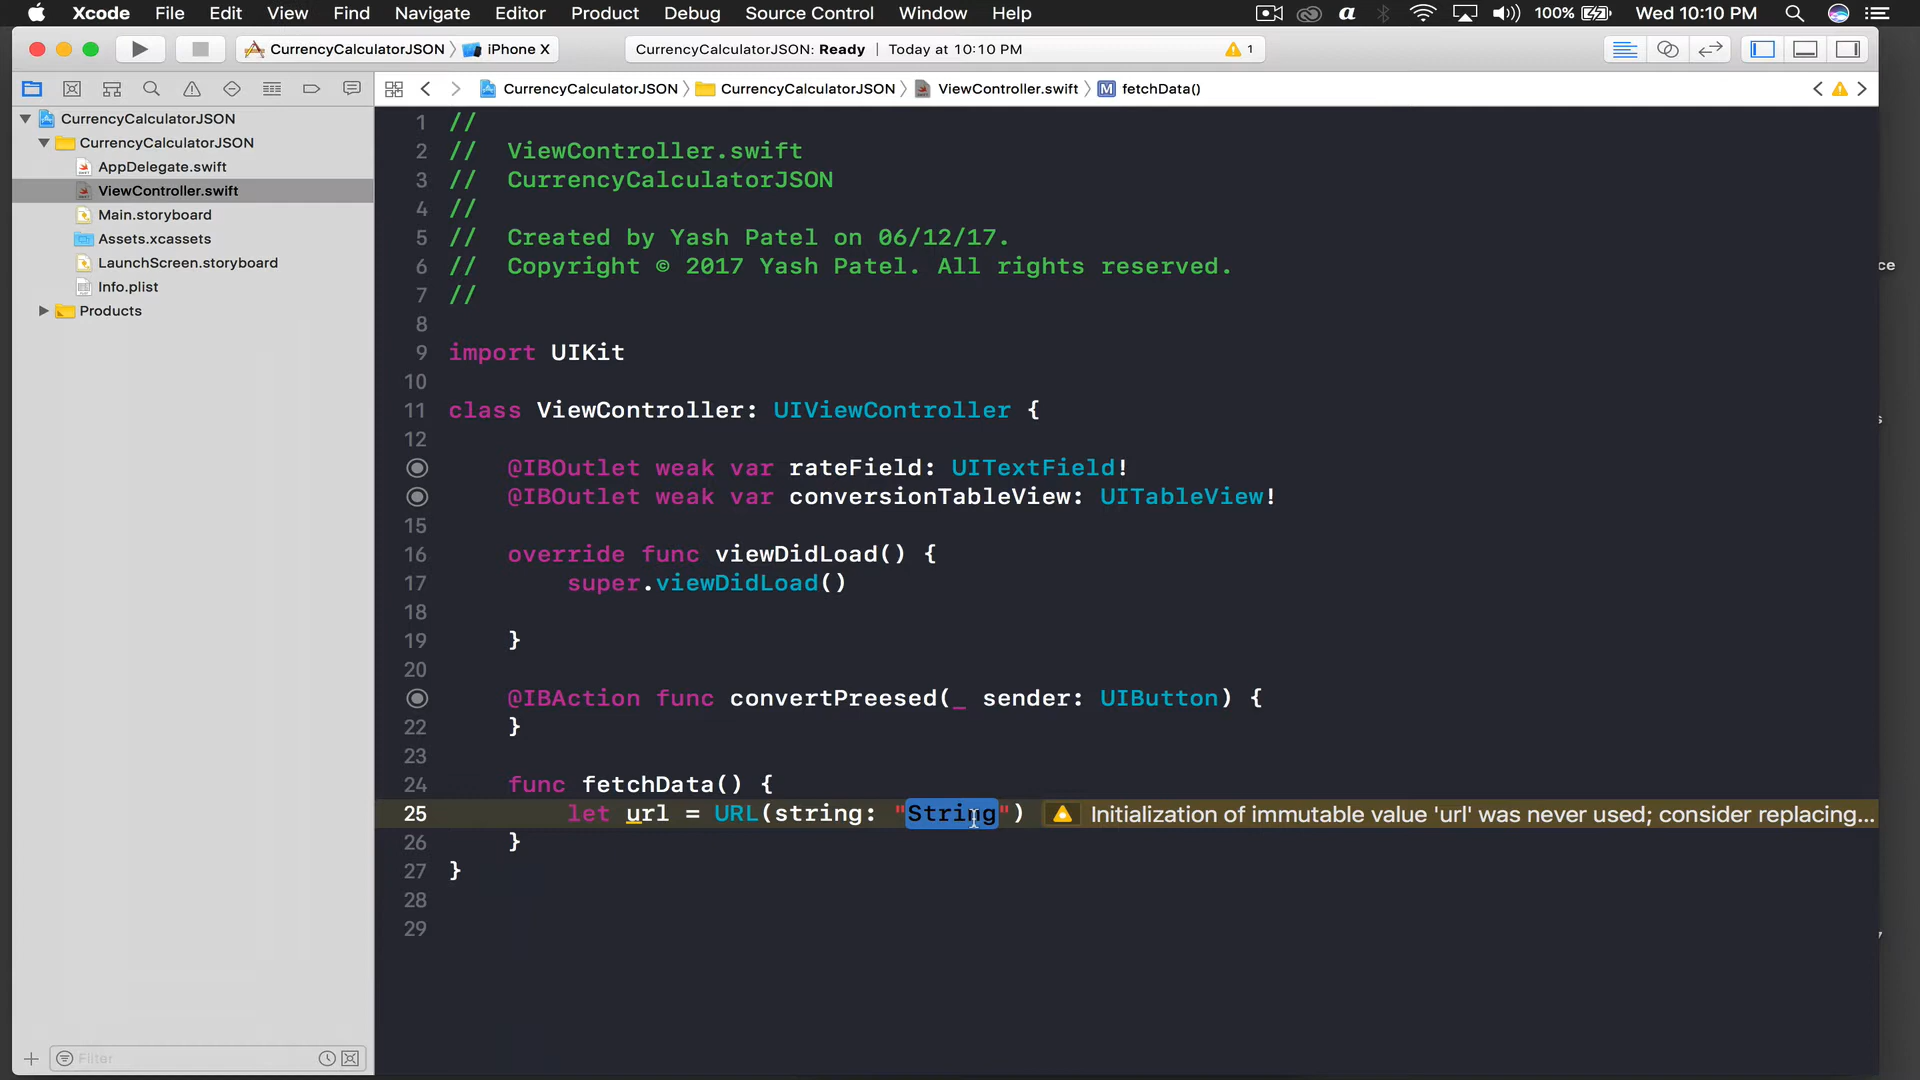 Xcode File Edit View Find Navigate Editor Product Debug Source Control Window Help 100% Wed 10:10 PM
CurrencyCalculatorJSON iPhone X CurrencyCalculatorJSON: Ready | Today at 10:10 PM 1
CurrencyCalculatorJSON CurrencyCalculatorJSON ViewController.swift M fetchData()
CurrencyCalculatorJSON
CurrencyCalculatorJSON
AppDelegate.swift
ViewController.swift
Main.storyboard
Assets.xcassets
LaunchScreen.storyboard
Info.plist
Products
Filter
1 //
2 //  ViewController.swift
3 //  CurrencyCalculatorJSON
4 //
5 //  Created by Yash Patel on 06/12/17.
6 //  Copyright © 2017 Yash Patel. All rights reserved.
7 //
8
9 import UIKit
10
11 class ViewController: UIViewController {
12
@IBOutlet weak var rateField: UITextField!
@IBOutlet weak var conversionTableView: UITableView!
15
16 override func viewDidLoad() {
17 super.viewDidLoad()
18
19 }
20
@IBAction func convertPreesed(_ sender: UIButton) {
22 }
23
24 func fetchData() {
25 let url = URL(string: "String") Initialization of immutable value 'url' was never used; consider replacing...
26 }
27 }
28
29
ce
s